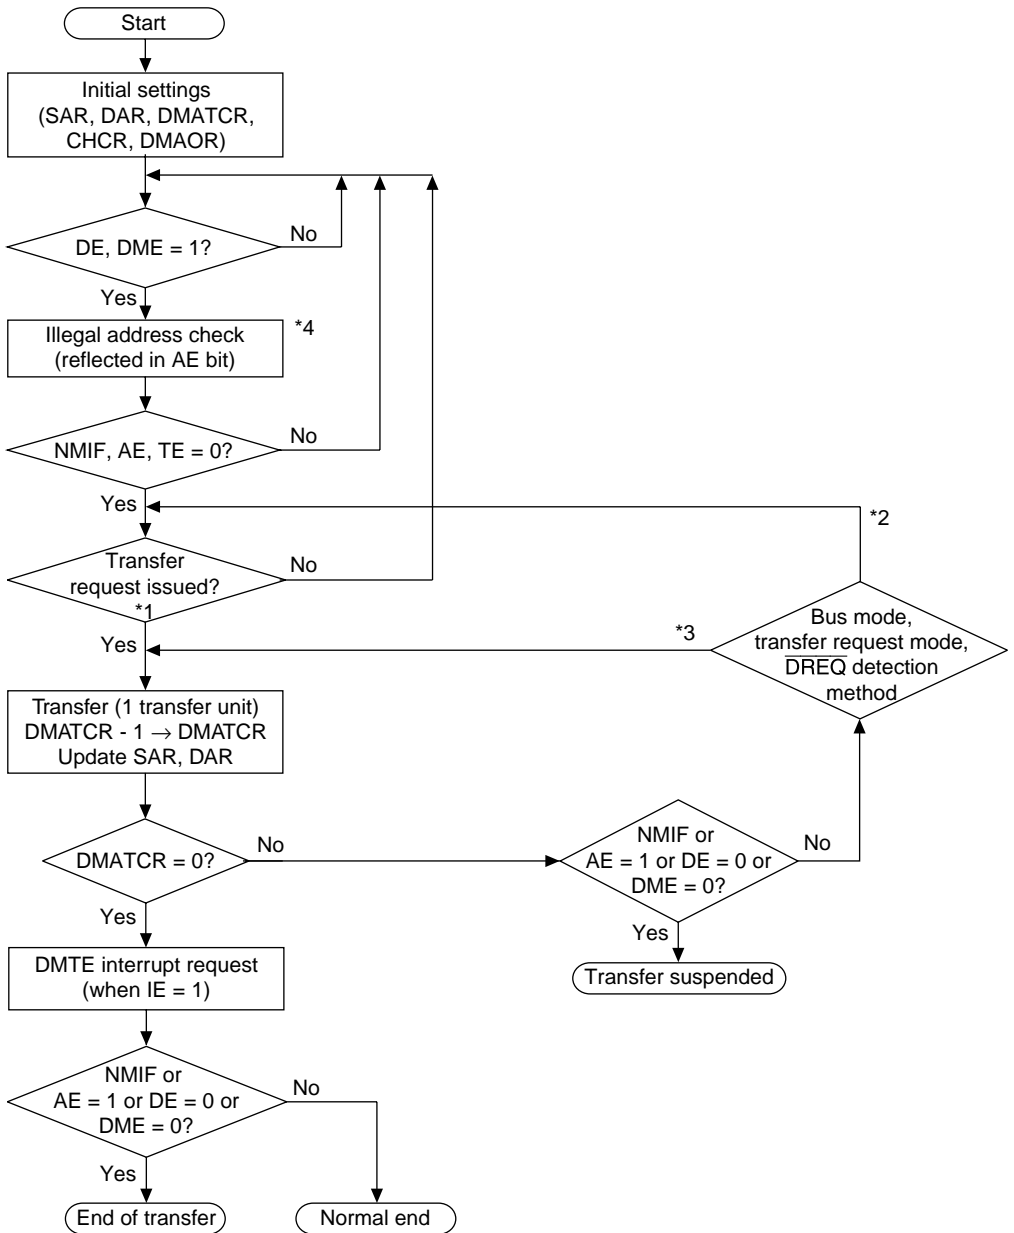 Start
Initial settings
(SAR, DAR, DMATCR,
CHCR, DMAOR)
DE, DME = 1?
No
Yes
Illegal address check
(reflected in AE bit)
*4
NMIF, AE, TE = 0?
No
Yes
*2
Transfer
request issued?
*1
No
Yes
*3
Bus mode,
transfer request mode,
DREQ detection
method
Transfer (1 transfer unit)
DMATCR - 1 → DMATCR
Update SAR, DAR
DMATCR = 0?
No
NMIF or
AE = 1 or DE = 0 or
DME = 0?
No
Yes
Transfer suspended
Yes
DMTE interrupt request
(when IE = 1)
NMIF or
AE = 1 or DE = 0 or
DME = 0?
No
Yes
End of transfer
Normal end